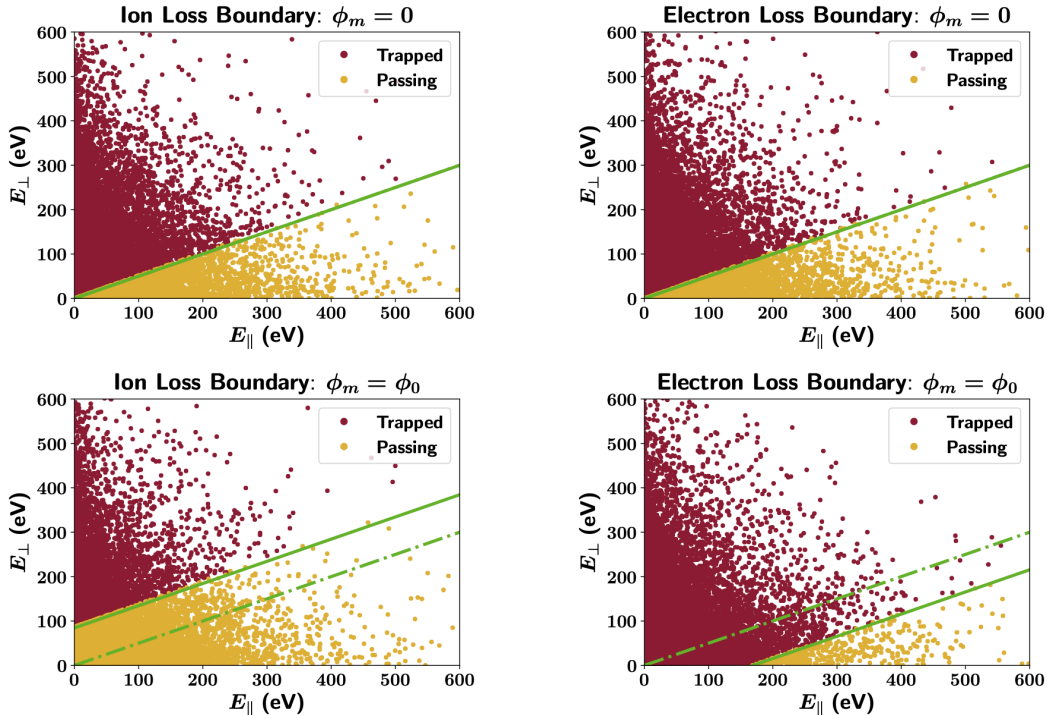 Ion Loss Boundary: ϕₘ = 0
600
500
400
300
200
100
0
E⊥ (eV)
Trapped
Passing
0 100 200 300 400 500 600
E∥ (eV)
Electron Loss Boundary: ϕₘ = 0
600
500
400
300
200
100
0
E⊥ (eV)
Trapped
Passing
0 100 200 300 400 500 600
E∥ (eV)
Ion Loss Boundary: ϕₘ = ϕ₀
600
500
400
300
200
100
0
E⊥ (eV)
Trapped
Passing
0 100 200 300 400 500 600
E∥ (eV)
Electron Loss Boundary: ϕₘ = ϕ₀
600
500
400
300
200
100
0
E⊥ (eV)
Trapped
Passing
0 100 200 300 400 500 600
E∥ (eV)